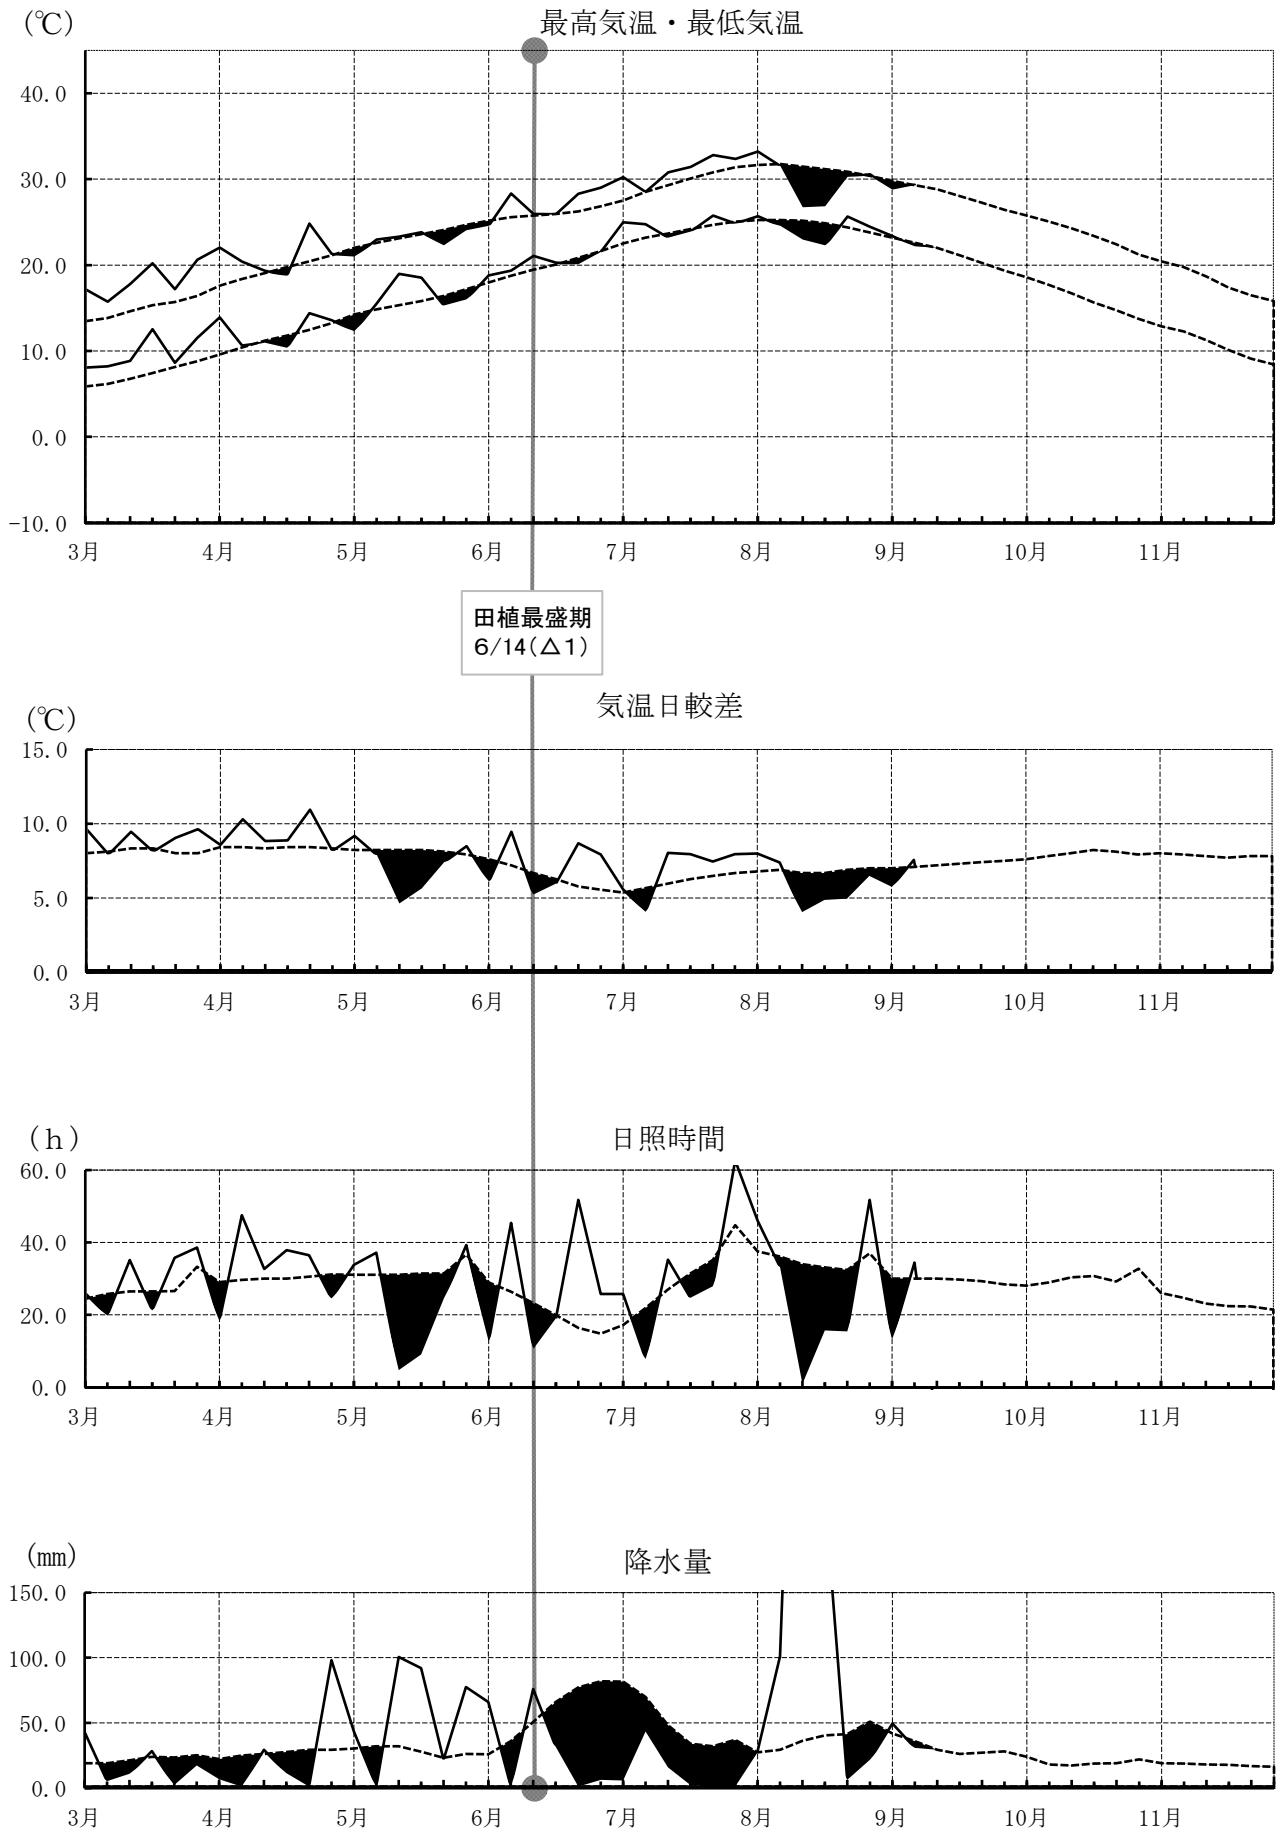 (℃)
最高気温・最低気温
40.0
30.0
20.0
10.0
0.0
-10.0
3月 4月 5月 6月 7月 8月 9月 10月 11月
田植最盛期
6/14(△1)
(℃)
気温日較差
15.0
10.0
5.0
0.0
3月 4月 5月 6月 7月 8月 9月 10月 11月
(h)
日照時間
60.0
40.0
20.0
0.0
3月 4月 5月 6月 7月 8月 9月 10月 11月
(mm)
降水量
150.0
100.0
50.0
0.0
3月 4月 5月 6月 7月 8月 9月 10月 11月